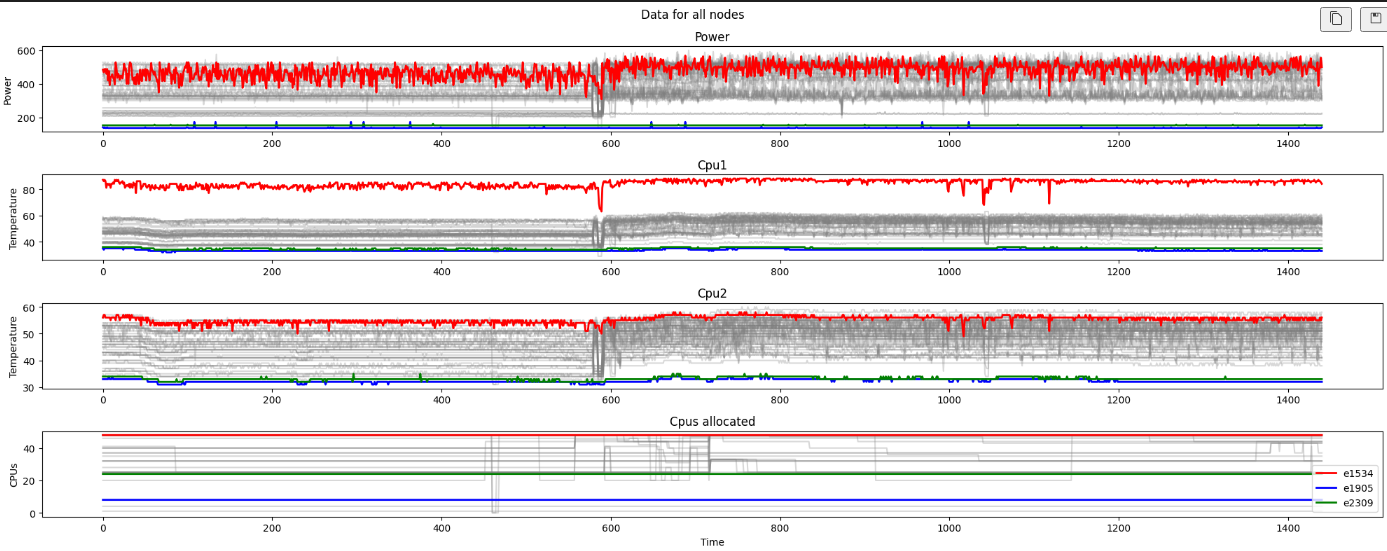 Data for all nodes
Power
Power
600
400
200
0 200 400 600 800 1000 1200 1400
Cpu1
Temperature
80
60
40
0 200 400 600 800 1000 1200 1400
Cpu2
Temperature
60
50
40
30
0 200 400 600 800 1000 1200 1400
Cpus allocated
CPUs
40
20
0
e1534
e1905
e2309
0 200 400 600 800 1000 1200 1400
Time